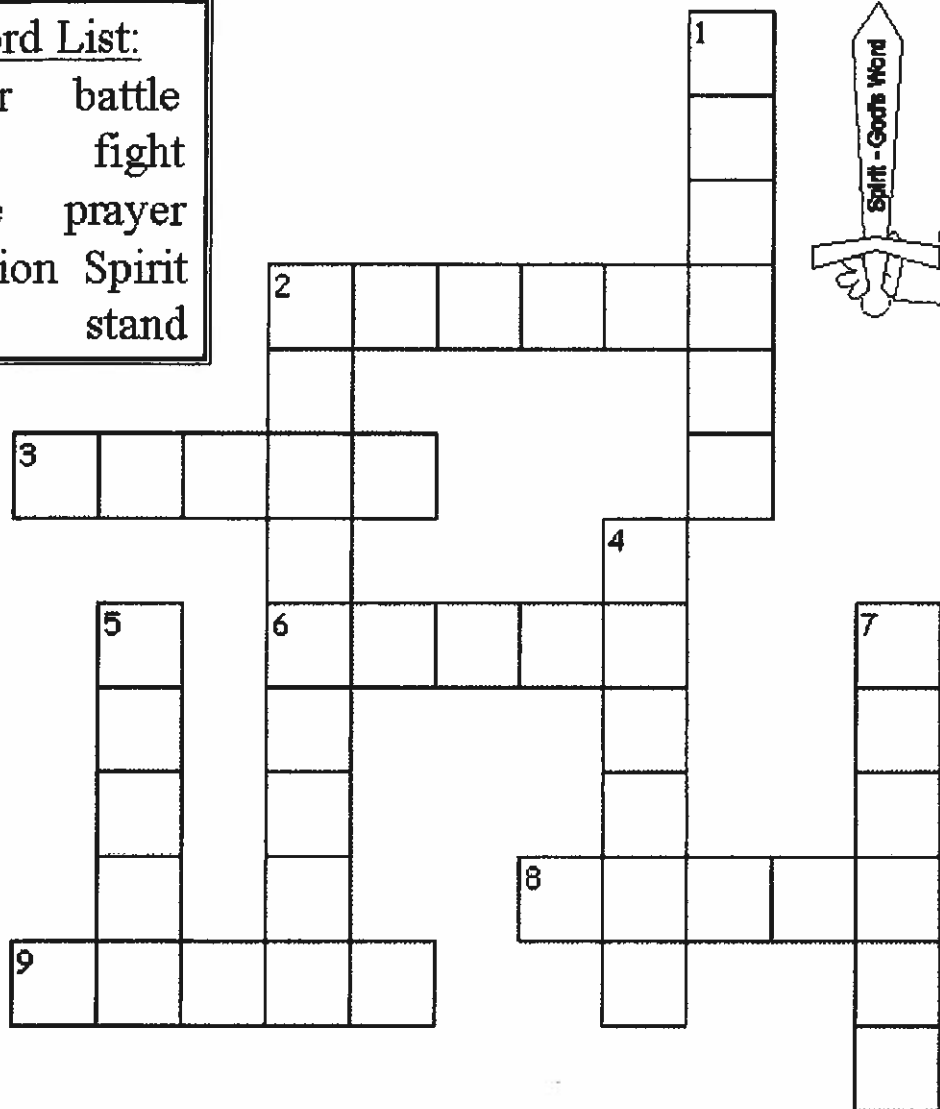 rd List:
r battle
fight
e prayer
ion Spirit
stand
1
Spirit - God's Word
2
3
4
5 6 7
8
9